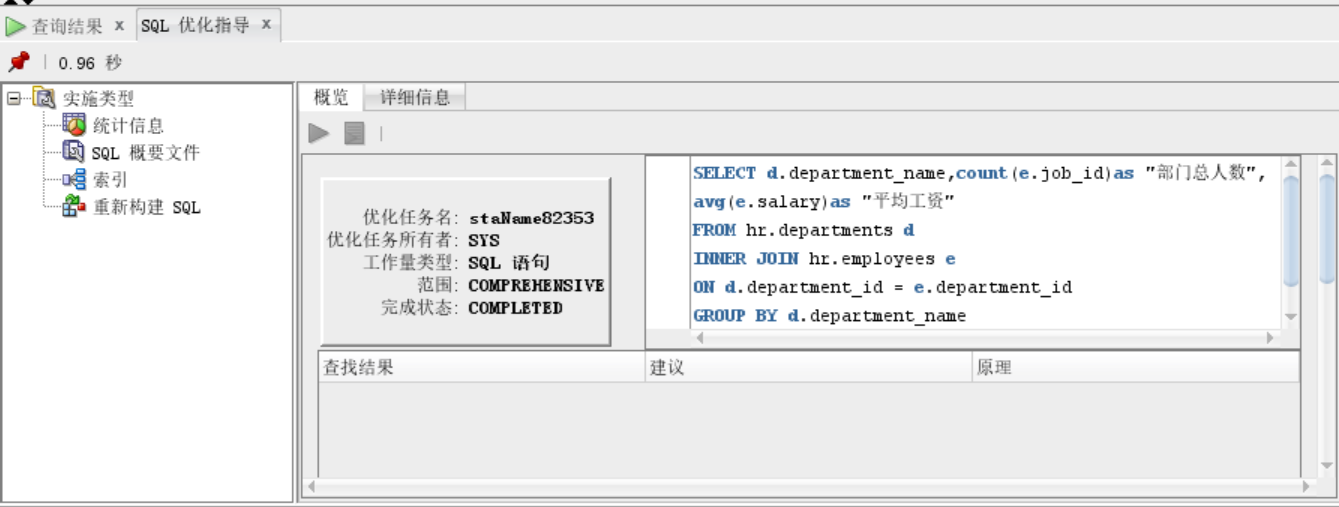 查询结果 x SQL 优化指导 x
0.96 秒
实施类型
统计信息
SQL 概要文件
索引
重新构建 SQL
概览 详细信息
优化任务名: staName82353
优化任务所有者: SYS
工作量类型: SQL 语句
范围: COMPREHENSIVE
完成状态: COMPLETED
SELECT d.department_name,count(e.job_id)as "部门总人数",
avg(e.salary)as "平均工资"
FROM hr.departments d
INNER JOIN hr.employees e
ON d.department_id = e.department_id
GROUP BY d.department_name
查找结果 建议 原理